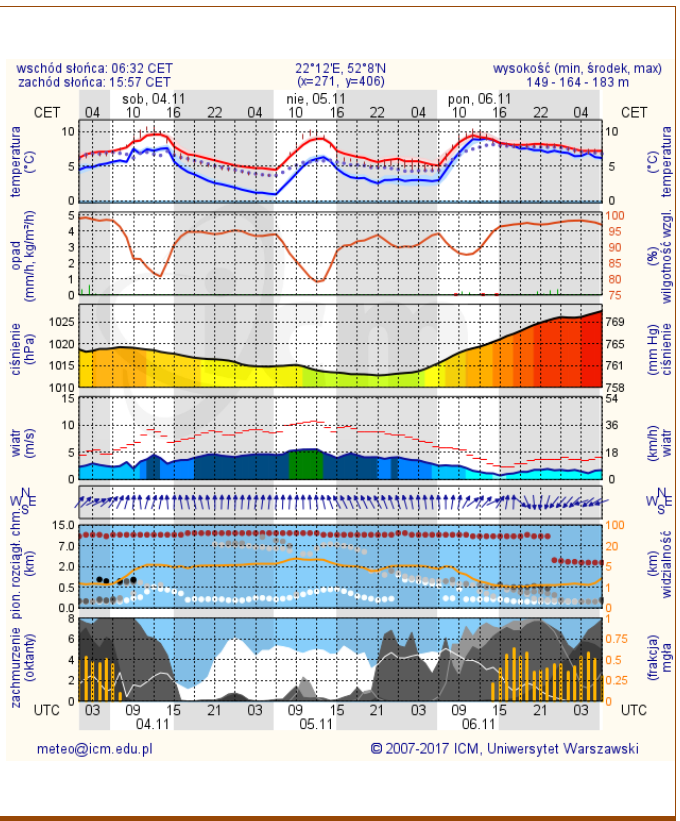 wschód słońca: 06:32 CET 22°12'E, 52°8'N wysokość (min, środek, max)
zachód słońca: 15:57 CET (x=271, y=406) 149 - 164 - 183 m
sob, 04.11 nie, 05.11 pon, 06.11
CET 04 10 16 22 04 10 16 22 04 10 16 22 04 CET
temperatura (°C) 10 5 0 10 5 0 (°C) temperatura
opad (mm/h, kg/m²/h) 5 4 3 2 1 0 100 95 90 85 80 75 (%) wilgotność wzgl.
ciśnienie (hPa) 1025 1020 1015 1010 769 765 761 758 (mm Hg) ciśnienie
wiatr (m/s) 15 10 5 0 54 36 18 0 (km/h) wiatr
N W E S N W E S
pion. rozciągł. chm (km) 15.0 7.0 2.0 0.5 0.0 100 20 5 1 0 (km) widzialność
zachmurzenie (oktanty) 8 6 4 2 0 1 0.75 0.5 0.25 0 (frakcja) mgła
UTC 03 09 15 21 03 09 15 21 03 09 15 21 03 UTC
04.11 05.11 06.11
meteo@icm.edu.pl © 2007-2017 ICM, Uniwersytet Warszawski